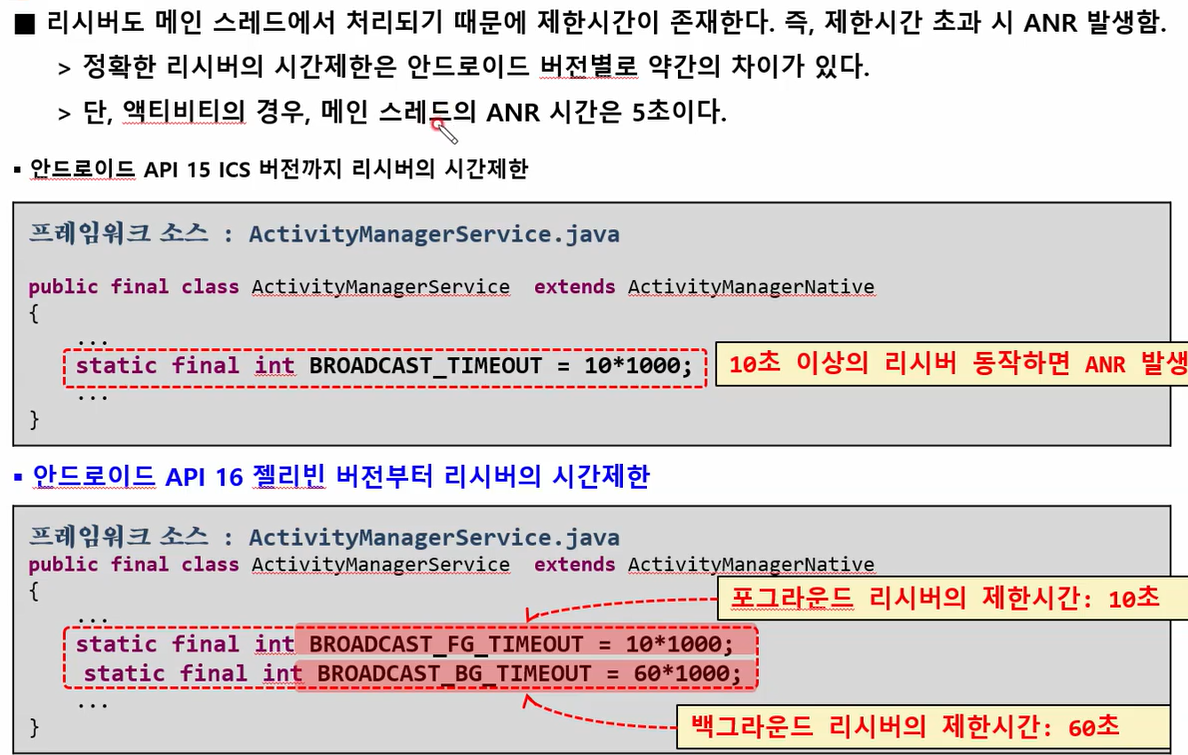 ■ 리시버도 메인 스레드에서 처리되기 때문에 제한시간이 존재한다. 즉, 제한시간 초과 시 ANR 발생함.
> 정확한 리시버의 시간제한은 안드로이드 버전별로 약간의 차이가 있다.
> 단, 액티비티의 경우, 메인 스레드의 ANR 시간은 5초이다.
▪ 안드로이드 API 15 ICS 버전까지 리시버의 시간제한
프레임워크 소스 : ActivityManagerService.java
public final class ActivityManagerService extends ActivityManagerNative
{
...
static final int BROADCAST_TIMEOUT = 10*1000;
10초 이상의 리시버 동작하면 ANR 발생
...
}
▪ 안드로이드 API 16 젤리빈 버전부터 리시버의 시간제한
프레임워크 소스 : ActivityManagerService.java
public final class ActivityManagerService extends ActivityManagerNative
{
포그라운드 리시버의 제한시간: 10초
...
static final int BROADCAST_FG_TIMEOUT = 10*1000;
static final int BROADCAST_BG_TIMEOUT = 60*1000;
...
백그라운드 리시버의 제한시간: 60초
}